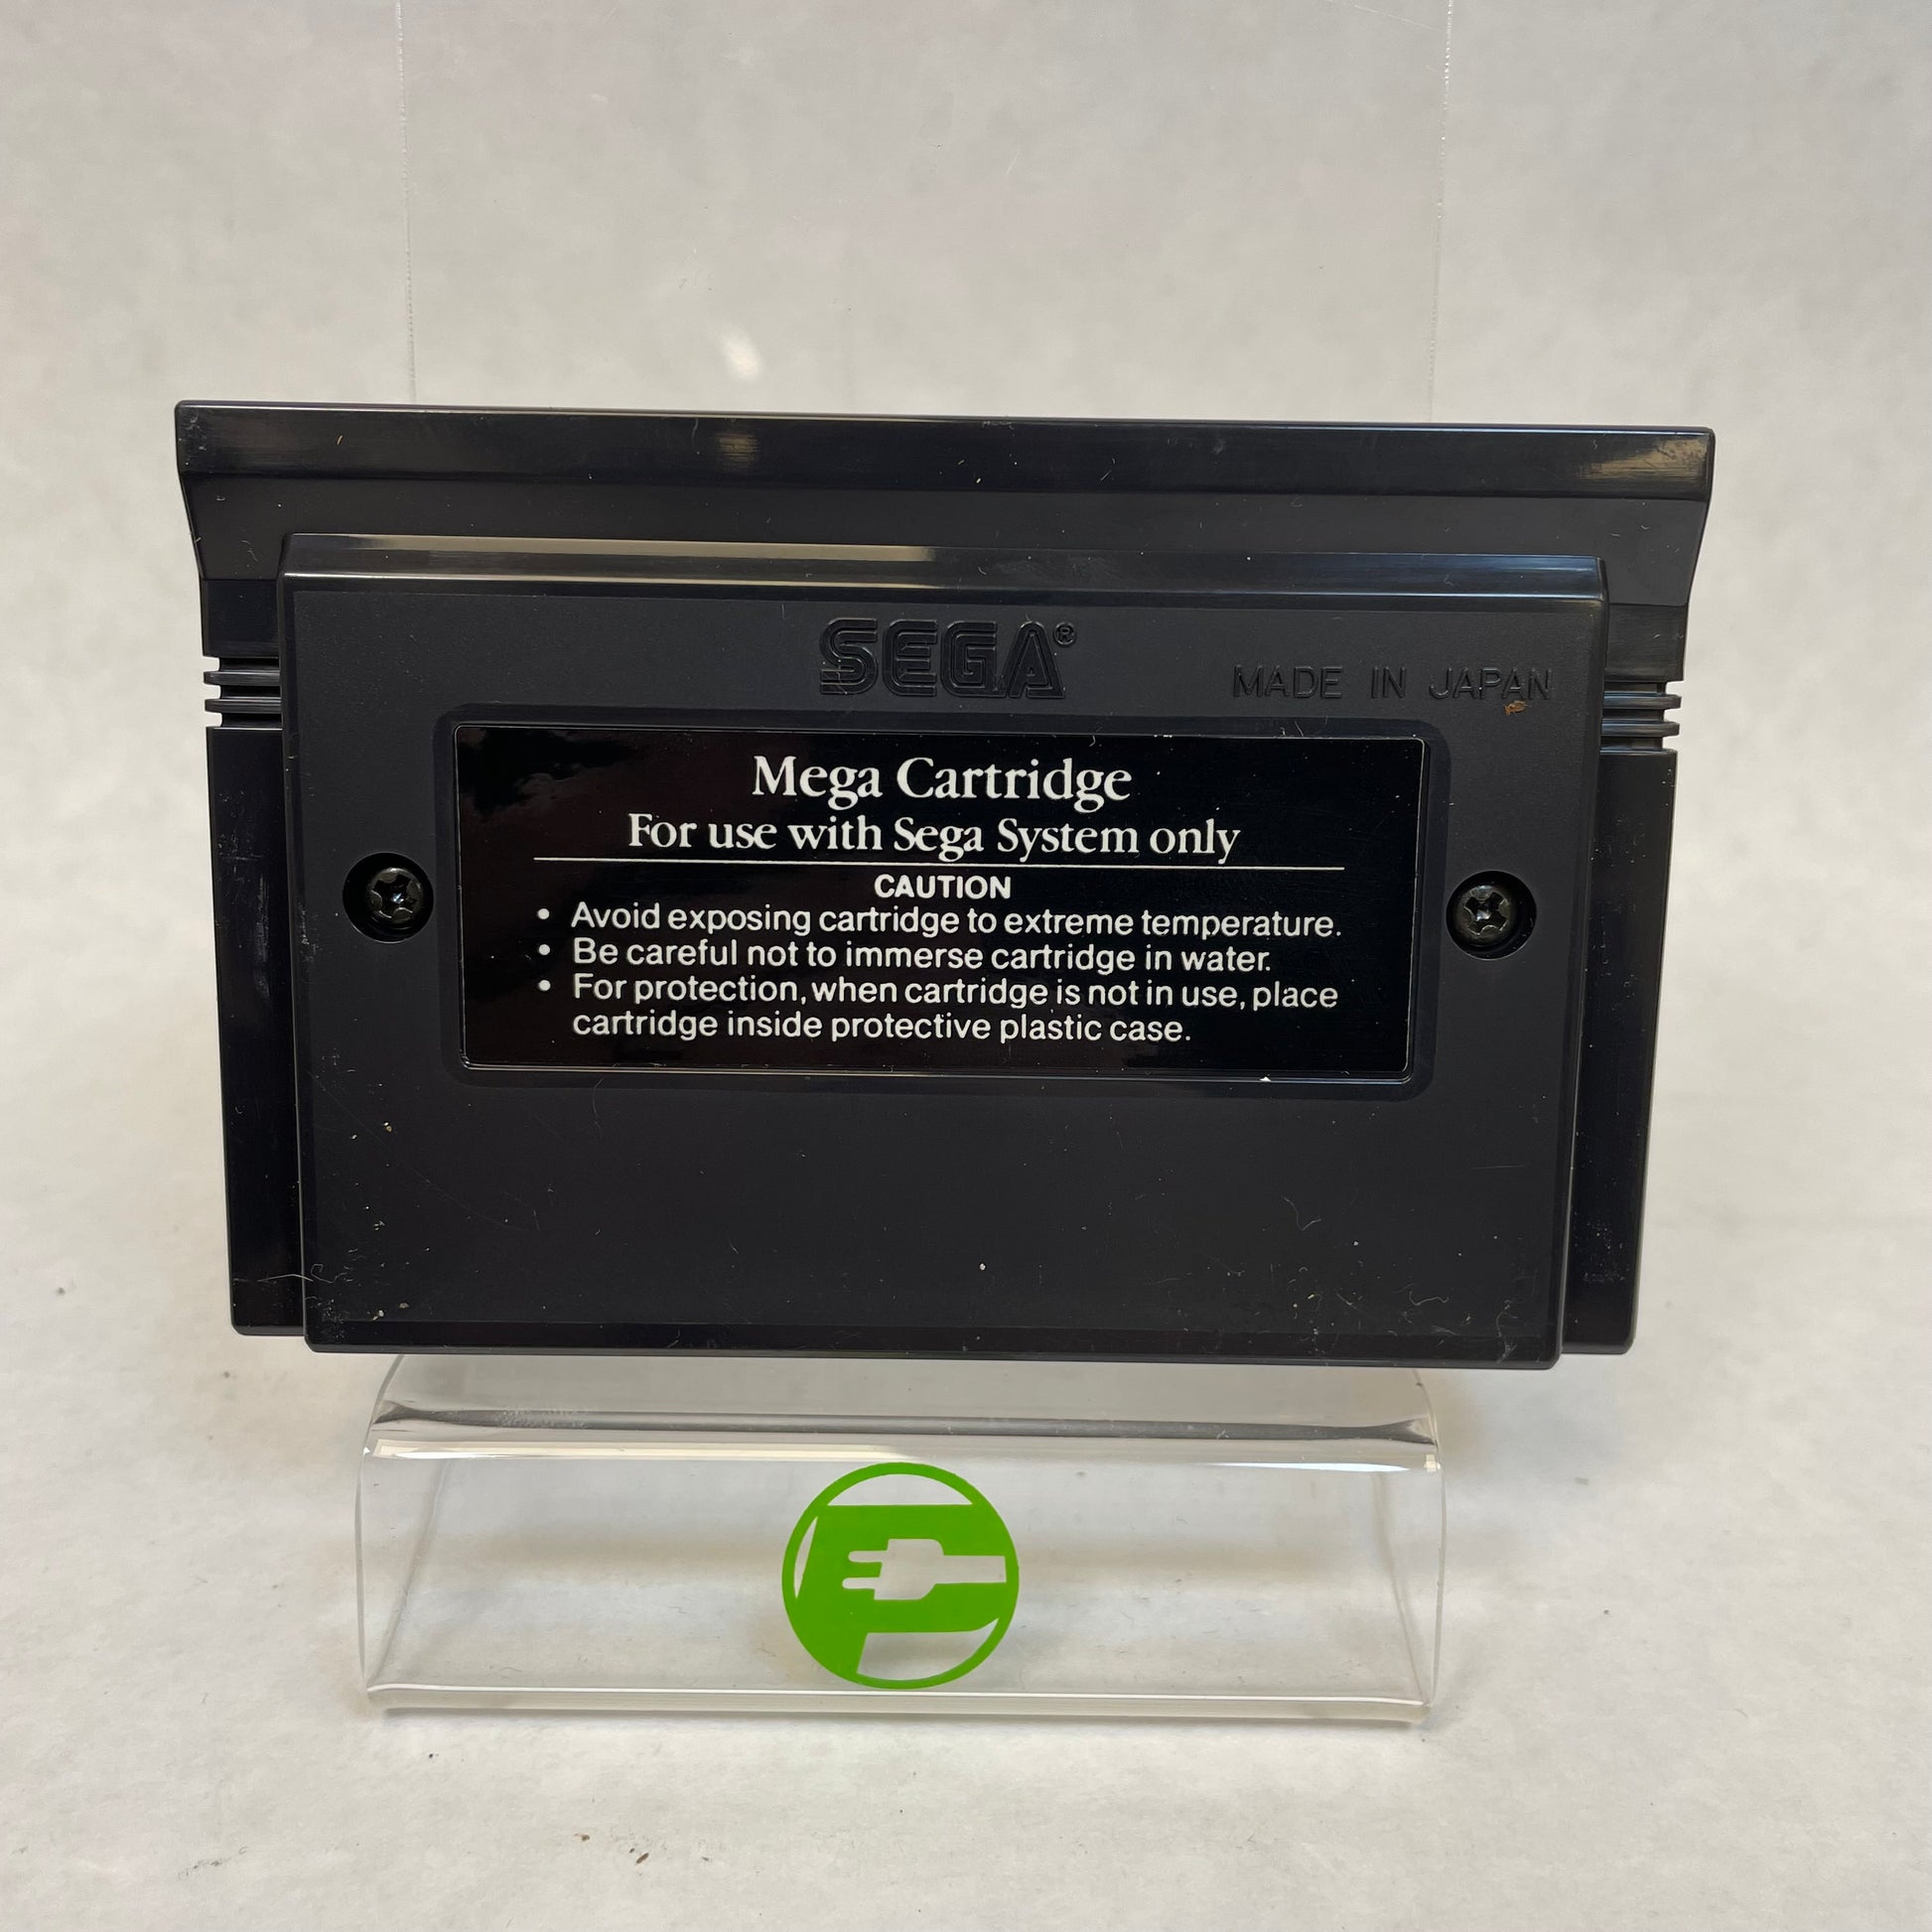 SEGA®
MADE IN JAPAN
Mega Cartridge
For use with Sega System only
CAUTION
• Avoid exposing cartridge to extreme temperature.
• Be careful not to immerse cartridge in water.
• For protection, when cartridge is not in use, place
cartridge inside protective plastic case.